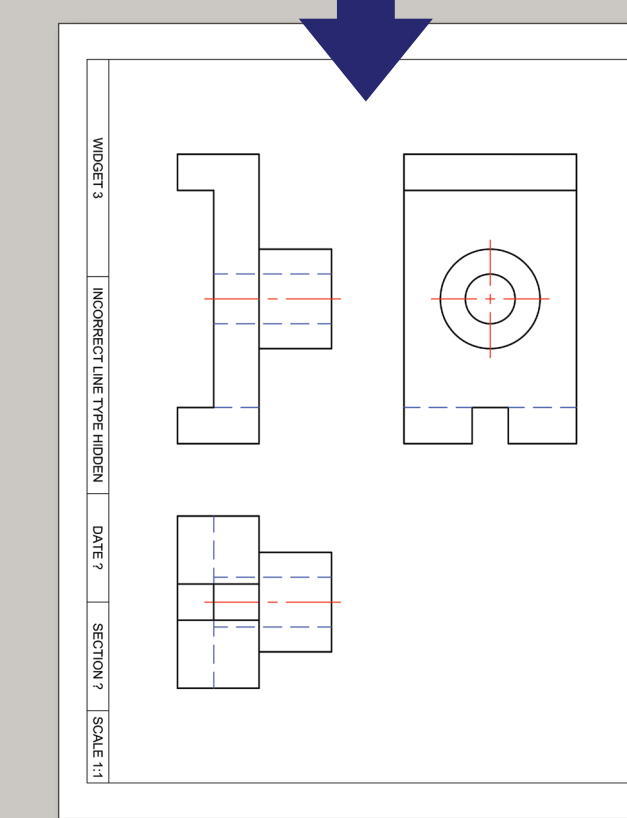 WIDGET 3
INCORRECT LINE TYPE HIDDEN
DATE ?
SECTION ?
SCALE 1:1